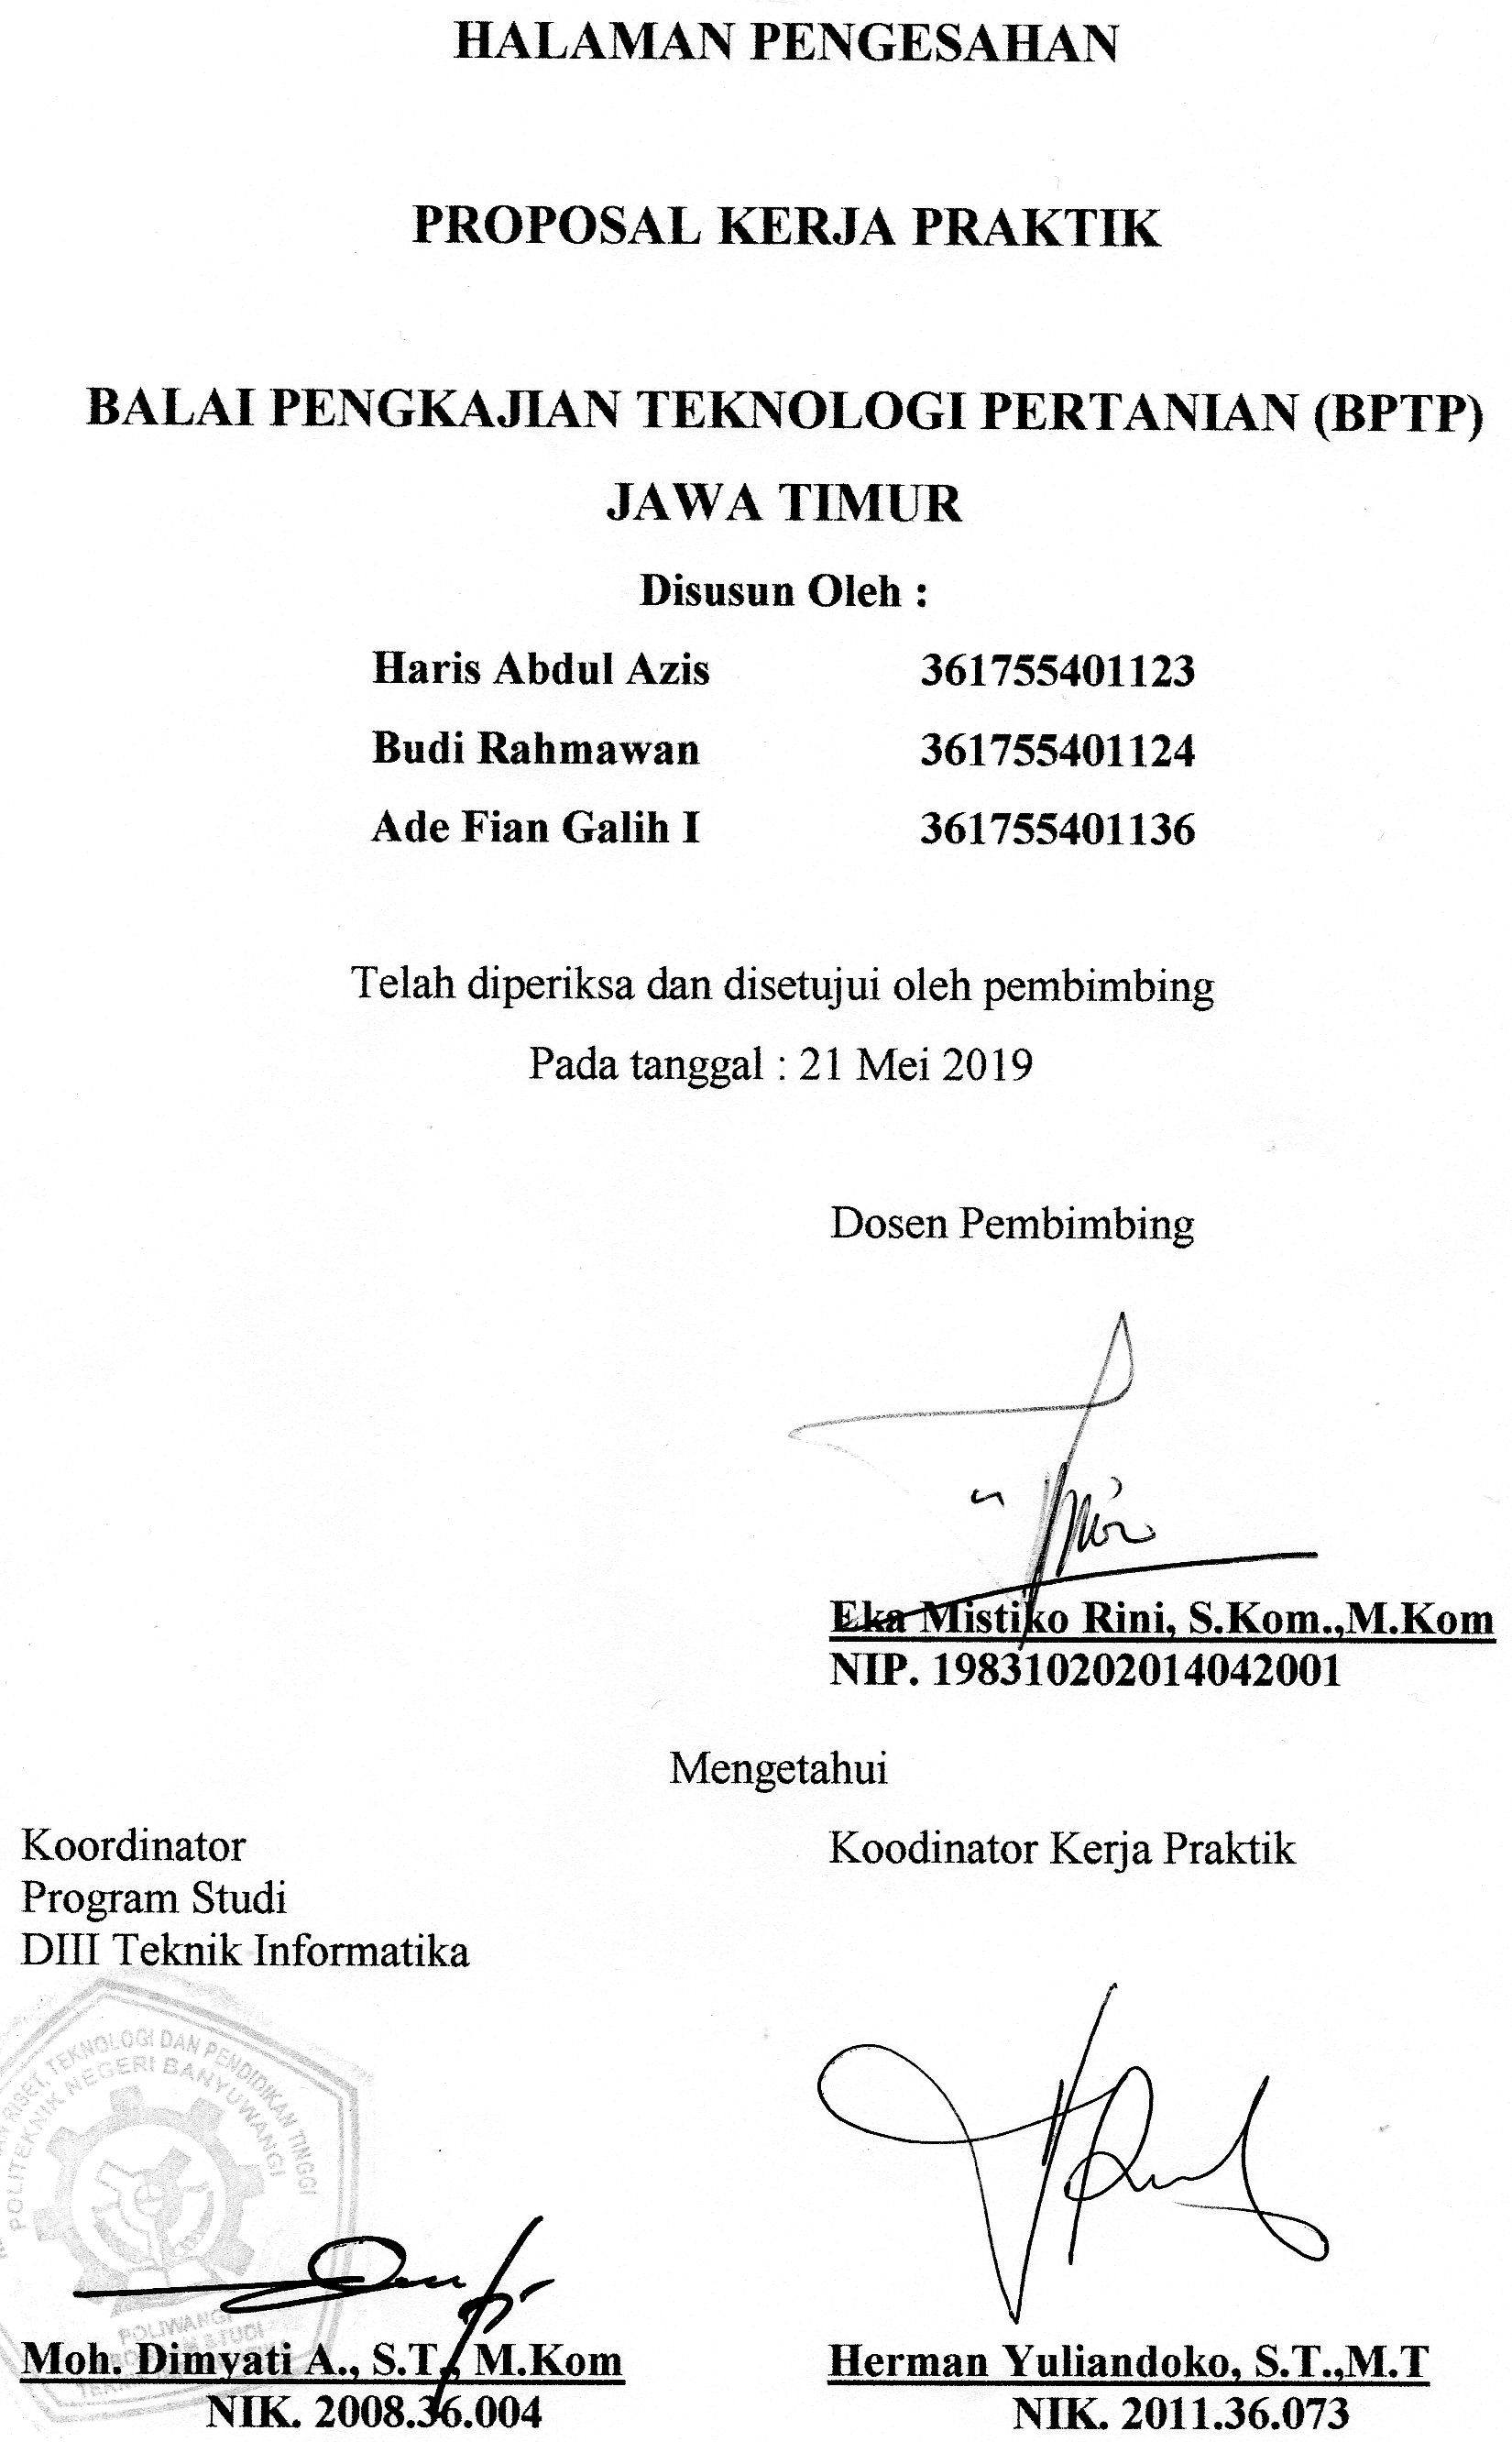 HALAMAN PENGESAHAN
PROPOSAL KERJA PRAKTIK
BALAI PENGKAJIAN TEKNOLOGI PERTANIAN (BPTP)
JAWA TIMUR
Disusun Oleh :
Haris Abdul Azis 361755401123
Budi Rahmawan 361755401124
Ade Fian Galih I 361755401136
Telah diperiksa dan disetujui oleh pembimbing
Pada tanggal : 21 Mei 2019
Dosen Pembimbing
Eka Mistiko Rini, S.Kom.,M.Kom
NIP. 198310202014042001
Mengetahui
Koordinator
Program Studi
DIII Teknik Informatika
Koodinator Kerja Praktik
RISET, TEKNOLOGI DAN PENDIDIKAN TINGGI
POLITEKNIK NEGERI BANYUWANGI
POLIWANGI
STUDI
Moh. Dimyati A., S.T., M.Kom
NIK. 2008.36.004
Herman Yuliandoko, S.T.,M.T
NIK. 2011.36.073